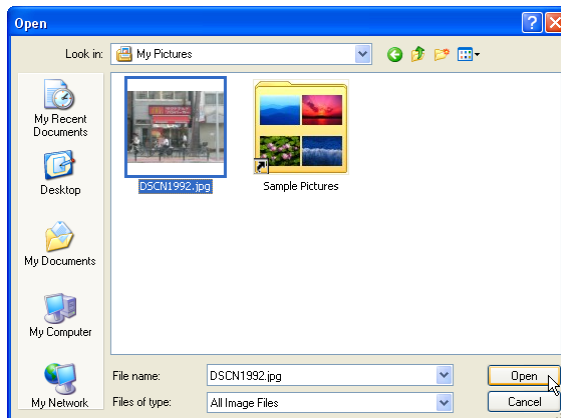 Open
Look in:
My Pictures
My Recent
Documents
Desktop
My Documents
My Computer
My Network
DSCN1992.jpg
Sample Pictures
File name:
DSCN1992.jpg
Open
Files of type:
All Image Files
Cancel